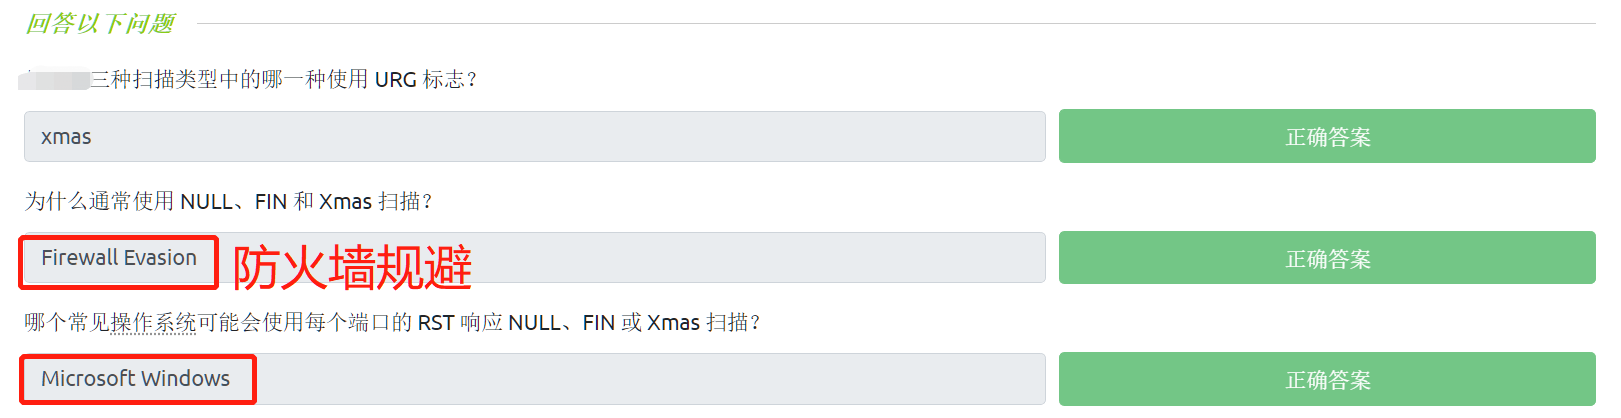 回答以下问题
三种扫描类型中的哪一种使用 URG 标志？
xmas
正确答案
为什么通常使用 NULL、FIN 和 Xmas 扫描？
Firewall Evasion 防火墙规避
正确答案
哪个常见操作系统可能会使用每个端口的 RST 响应 NULL、FIN 或 Xmas 扫描？
Microsoft Windows
正确答案